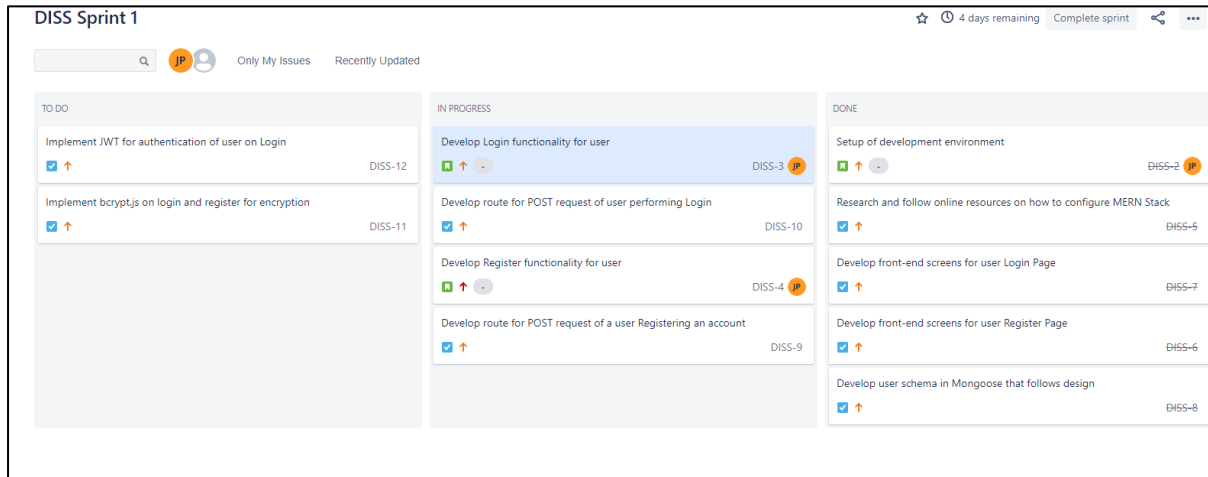 DISS Sprint 1
4 days remaining Complete sprint
JP Only My Issues Recently Updated
TO DO
Implement JWT for authentication of user on Login
DISS-12
Implement bcrypt.js on login and register for encryption
DISS-11
IN PROGRESS
Develop Login functionality for user
- DISS-3 JP
Develop route for POST request of user performing Login
DISS-10
Develop Register functionality for user
- DISS-4 JP
Develop route for POST request of a user Registering an account
DISS-9
DONE
Setup of development environment
- DISS-2 JP
Research and follow online resources on how to configure MERN Stack
DISS-5
Develop front-end screens for user Login Page
DISS-7
Develop front-end screens for user Register Page
DISS-6
Develop user schema in Mongoose that follows design
DISS-8